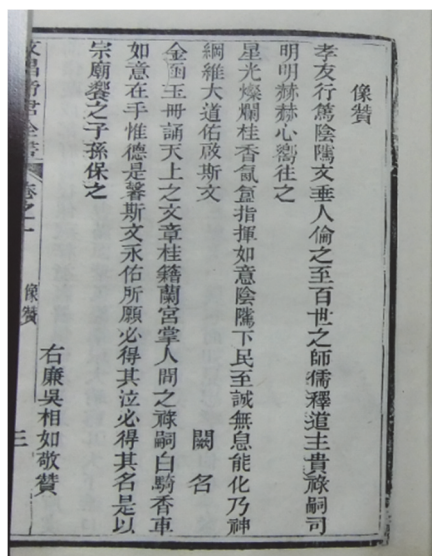 像贊
孝友行篤陰隲文垂人倫之至百世之師儒釋道主貴祿嗣司
明明赫赫心嚮往之
星光燦爛桂香氤氳指揮如意陰隲下民至誠無息能化乃神
綱維大道佑啟斯文
闕名
金函玉冊誦天上之文章桂籍蘭宮掌人間之祿嗣白騎香車
如意在手惟德是馨斯文永佑所願必得其泣必得其名是以
宗廟饗之子孫保之
右廉吳相如敬贊
文昌帝君全書 卷之一 像贊 三